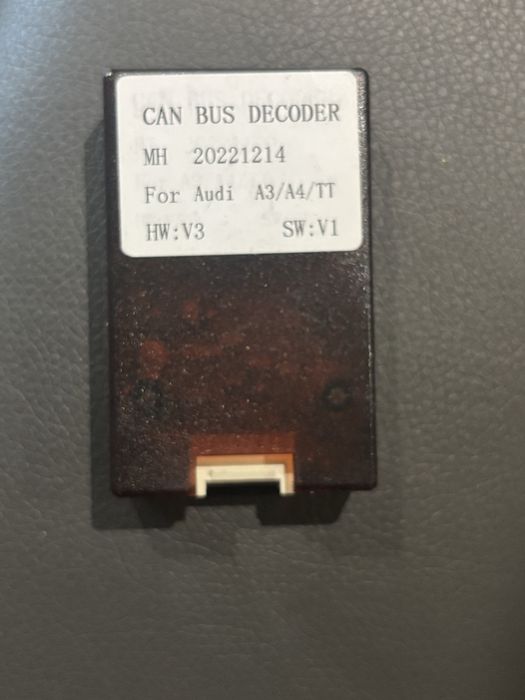 CAN BUS DECODER
MH 20221214
For Audi A3/A4/TT
HW:V3 SW:V1